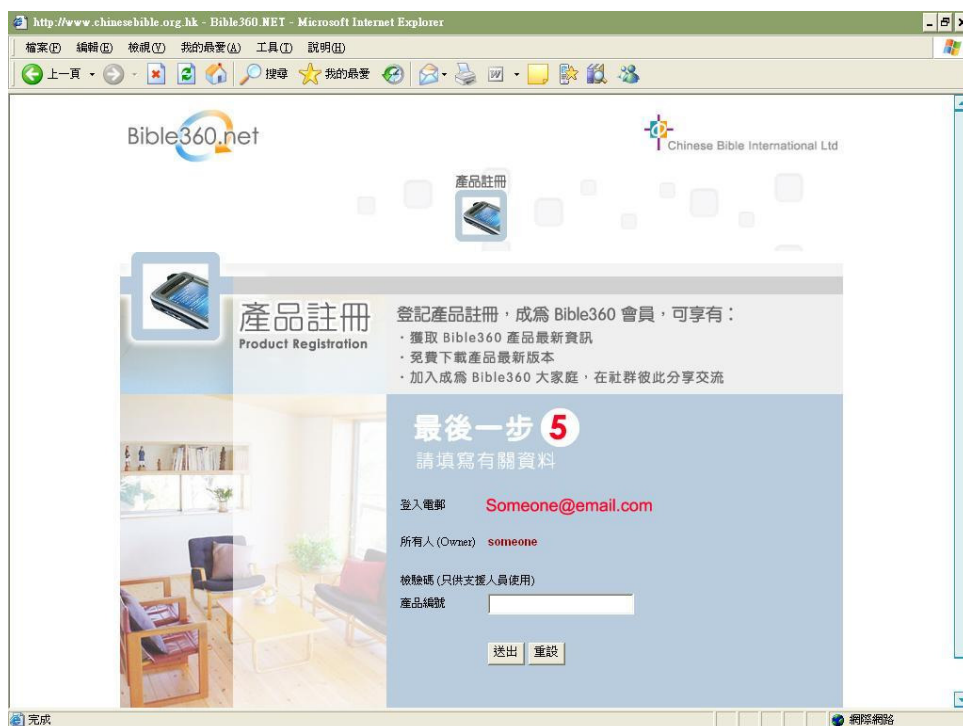 http://www.chinesebible.org.hk - Bible360.NET - Microsoft Internet Explorer
檔案(F) 編輯(E) 檢視(V) 我的最愛(A) 工具(T) 說明(H)
上一頁 搜尋 我的最愛
Bible360.net
Chinese Bible International Ltd
產品註冊
產品註冊
Product Registration
登記產品註冊，成為 Bible360 會員，可享有：
· 獲取 Bible360 產品最新資訊
· 免費下載產品最新版本
· 加入成為 Bible360 大家庭，在社群彼此分享交流
最後一步 5
請填寫有關資料
登入電郵 Someone@email.com
所有人 (Owner) someone
檢驗碼 (只供支援人員使用)
產品編號
送出 重設
完成 網際網路